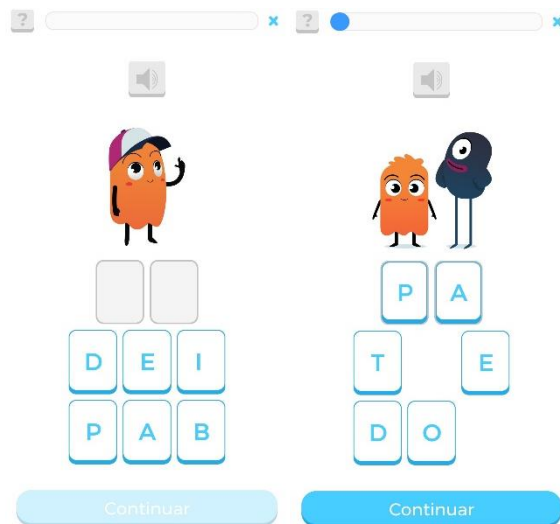 ?
x
D E I
P A B
Continuar
?
x
P A
T E
D O
Continuar